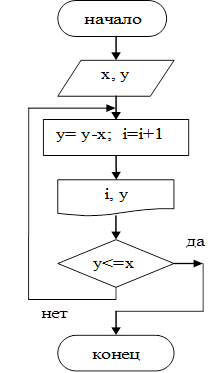 начало
x, y
y= y-x; i=i+1
i, y
y<=x
да
нет
конец